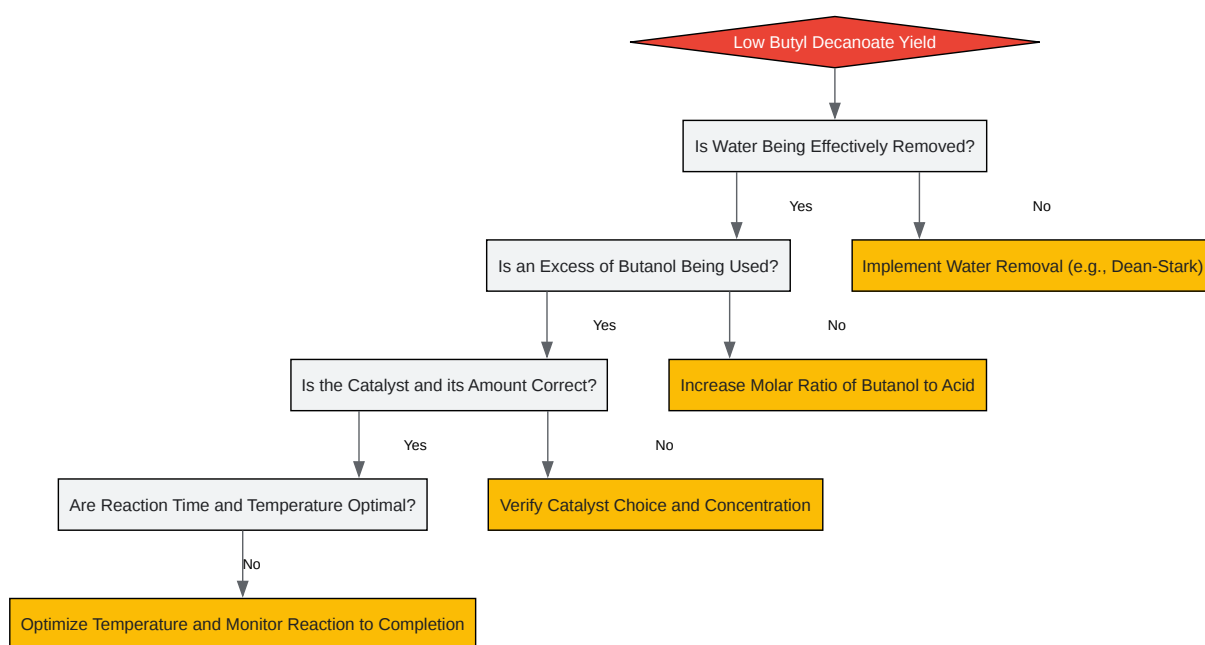 Low Butyl Decanoate Yield
Is Water Being Effectively Removed?
Yes
No
Is an Excess of Butanol Being Used?
Implement Water Removal (e.g., Dean-Stark)
Yes
No
Is the Catalyst and its Amount Correct?
Increase Molar Ratio of Butanol to Acid
Yes
No
Are Reaction Time and Temperature Optimal?
Verify Catalyst Choice and Concentration
No
Optimize Temperature and Monitor Reaction to Completion